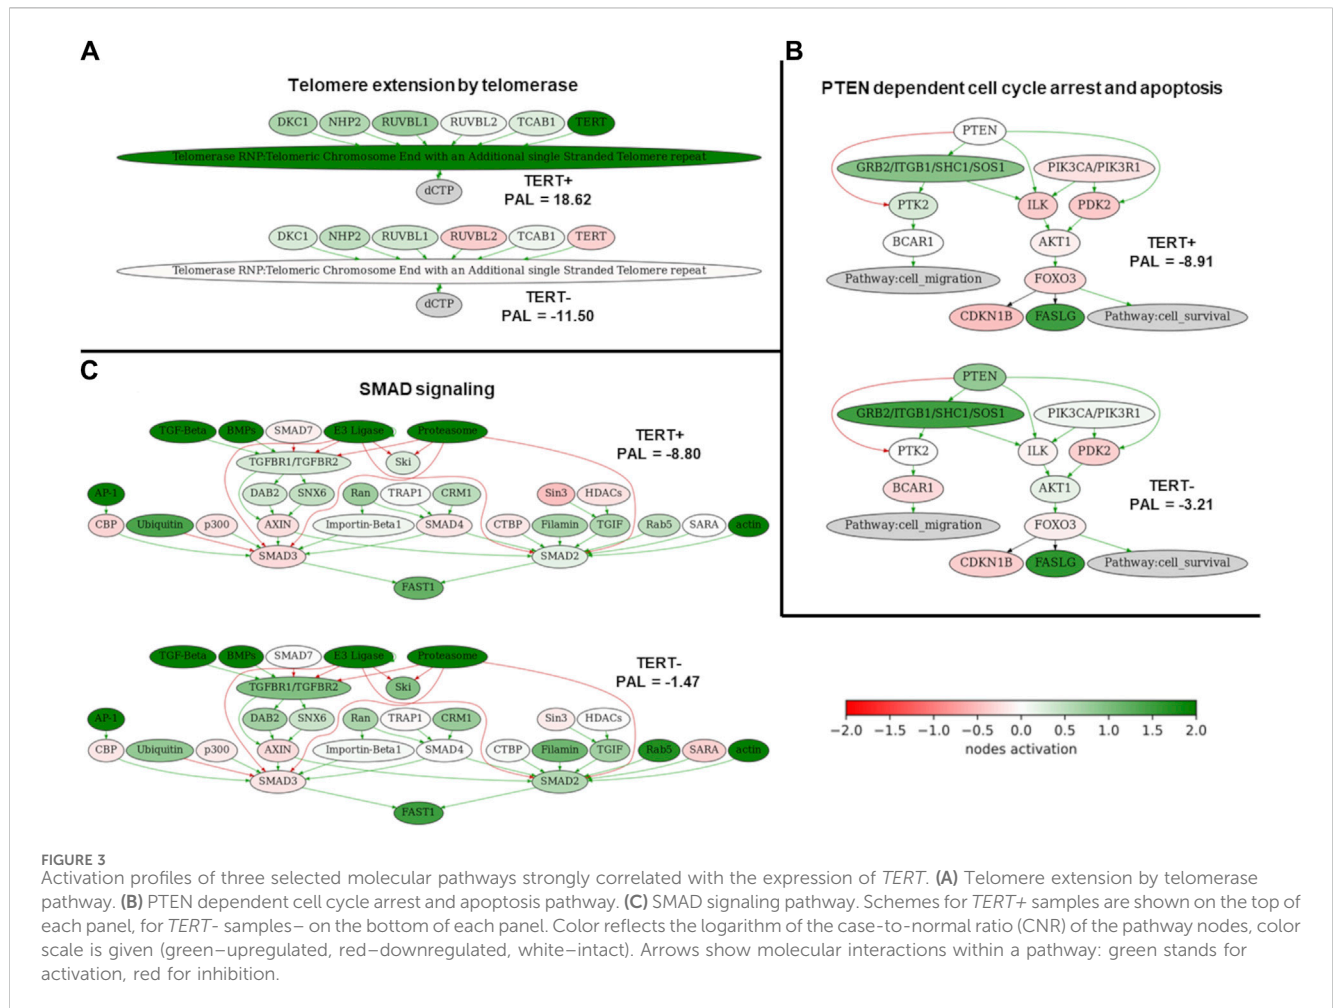 A
Telomere extension by telomerase
DKC1 NHP2 RUVBL1 RUVBL2 TCAB1 TERT
Telomerase RNP:Telomeric Chromosome End with an Additional single Stranded Telomere repeat
dCTP
TERT+
PAL = 18.62
DKC1 NHP2 RUVBL1 RUVBL2 TCAB1 TERT
Telomerase RNP:Telomeric Chromosome End with an Additional single Stranded Telomere repeat
dCTP
TERT-
PAL = -11.50
B
PTEN dependent cell cycle arrest and apoptosis
PTEN
GRB2/ITGB1/SHC1/SOS1 PIK3CA/PIK3R1
PTK2 ILK PDK2
BCAR1 AKT1
TERT+
PAL = -8.91
Pathway:cell_migration FOXO3
CDKN1B FASLG Pathway:cell_survival
PTEN
GRB2/ITGB1/SHC1/SOS1 PIK3CA/PIK3R1
PTK2 ILK PDK2
BCAR1 AKT1
TERT-
PAL = -3.21
Pathway:cell_migration FOXO3
CDKN1B FASLG Pathway:cell_survival
C
SMAD signaling
TGF-Beta BMPs SMAD7 E3 Ligase Proteasome
TERT+
PAL = -8.80
TGFBR1/TGFBR2 Ski
AP-1 DAB2 SNX6 Ran TRAP1 CRM1 Sin3 HDACs
CBP Ubiquitin p300 AXIN Importin-Beta1 SMAD4 CTBP Filamin TGIF Rab5 SARA actin
SMAD3 SMAD2
FAST1
TGF-Beta BMPs SMAD7 E3 Ligase Proteasome
TERT-
PAL = -1.47
TGFBR1/TGFBR2 Ski
AP-1 DAB2 SNX6 Ran TRAP1 CRM1 Sin3 HDACs
CBP Ubiquitin p300 AXIN Importin-Beta1 SMAD4 CTBP Filamin TGIF Rab5 SARA actin
SMAD3 SMAD2
FAST1
−2.0 −1.5 −1.0 −0.5 0.0 0.5 1.0 1.5 2.0
nodes activation
FIGURE 3
Activation profiles of three selected molecular pathways strongly correlated with the expression of TERT. (A) Telomere extension by telomerase
pathway. (B) PTEN dependent cell cycle arrest and apoptosis pathway. (C) SMAD signaling pathway. Schemes for TERT+ samples are shown on the top of
each panel, for TERT- samples– on the bottom of each panel. Color reflects the logarithm of the case-to-normal ratio (CNR) of the pathway nodes, color
scale is given (green–upregulated, red–downregulated, white–intact). Arrows show molecular interactions within a pathway: green stands for
activation, red for inhibition.